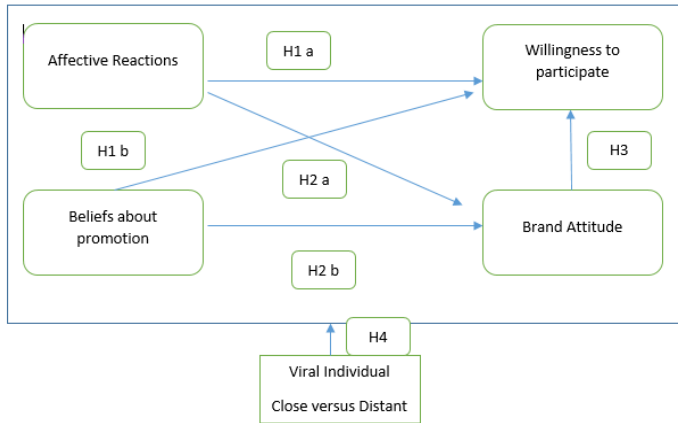 Affective Reactions
H1 a
Willingness to
participate
H1 b
H2 a
H3
Beliefs about
promotion
Brand Attitude
H2 b
H4
Viral Individual
Close versus Distant